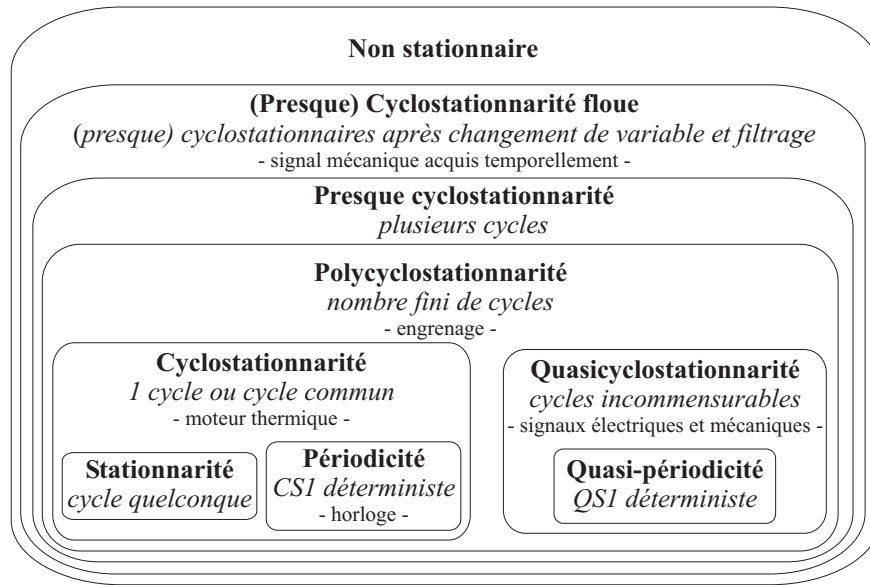 Non stationnaire
(Presque) Cyclostationnarité floue
(presque) cyclostationnaires après changement de variable et filtrage
- signal mécanique acquis temporellement -
Presque cyclostationnarité
plusieurs cycles
Polycyclostationnarité
nombre fini de cycles
- engrenage -
Cyclostationnarité
1 cycle ou cycle commun
- moteur thermique -
Stationnarité
cycle quelconque
Périodicité
CS1 déterministe
- horloge -
Quasicyclostationnarité
cycles incommensurables
- signaux électriques et mécaniques -
Quasi-périodicité
QS1 déterministe